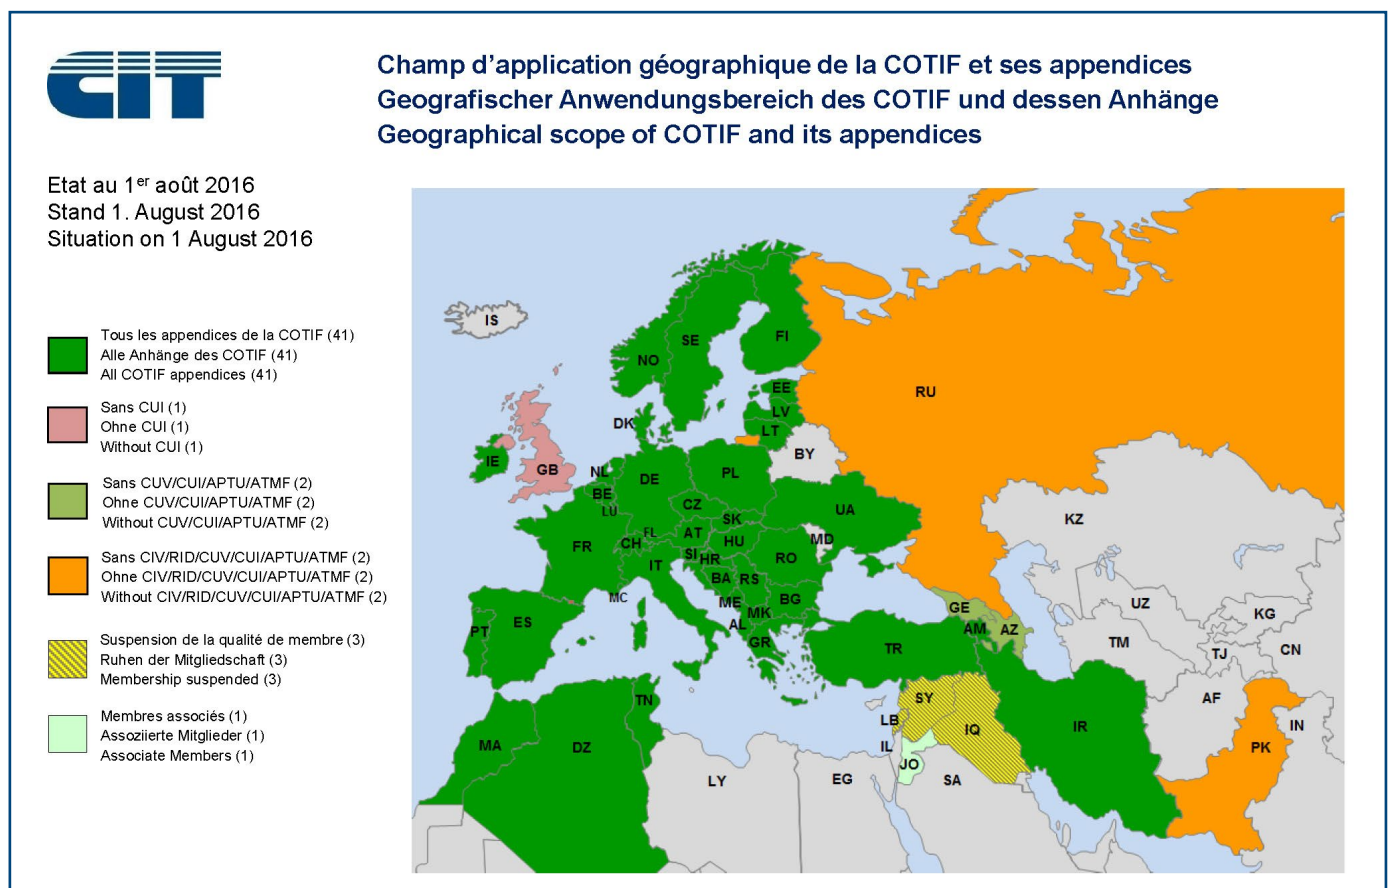 CIT
Champ d'application géographique de la COTIF et ses appendices
Geografischer Anwendungsbereich des COTIF und dessen Anhänge
Geographical scope of COTIF and its appendices
Etat au 1er août 2016
Stand 1. August 2016
Situation on 1 August 2016
Tous les appendices de la COTIF (41)
Alle Anhänge des COTIF (41)
All COTIF appendices (41)
Sans CUI (1)
Ohne CUI (1)
Without CUI (1)
Sans CUV/CUI/APTU/ATMF (2)
Ohne CUV/CUI/APTU/ATMF (2)
Without CUV/CUI/APTU/ATMF (2)
Sans CIV/RID/CUV/CUI/APTU/ATMF (2)
Ohne CIV/RID/CUV/CUI/APTU/ATMF (2)
Without CIV/RID/CUV/CUI/APTU/ATMF (2)
Suspension de la qualité de membre (3)
Ruhen der Mitgliedschaft (3)
Membership suspended (3)
Membres associés (1)
Assoziierte Mitglieder (1)
Associate Members (1)
IS
SE
FI
NO
EE
RU
LV
DK
LT
BY
IE
GB
NL
DE
PL
BE
CZ
LU
UA
SK
KZ
FL
AT
CH
HU
MD
FR
SI
HR
RO
IT
BA
RS
MC
ME
BG
UZ
GE
KG
MK
PT
ES
AL
AM
AZ
GR
TM
TR
CN
TJ
TN
SY
AF
LB
IQ
IR
IN
MA
DZ
IL
PK
JO
LY
EG
SA